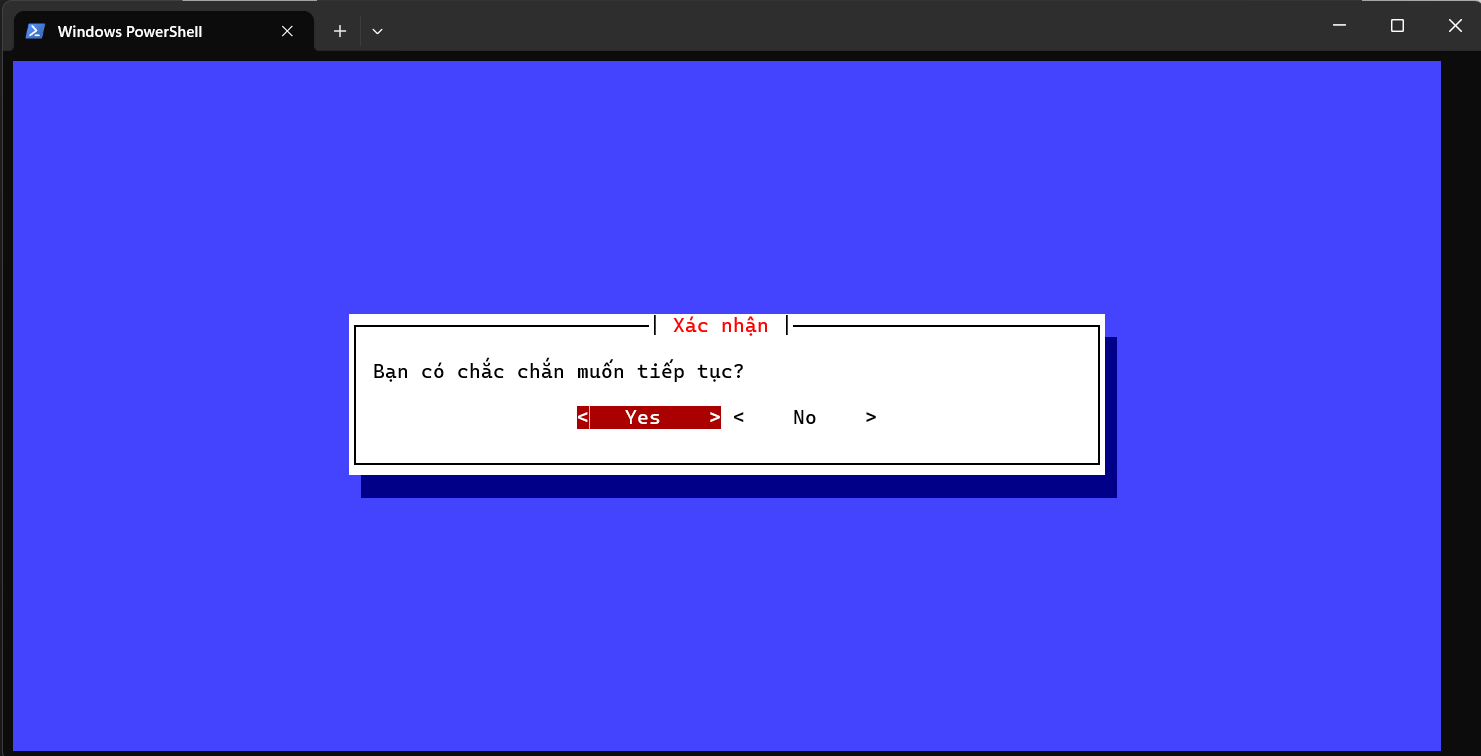 Windows PowerShell
Xác nhận
Bạn có chắc chắn muốn tiếp tục?
< Yes > < No >